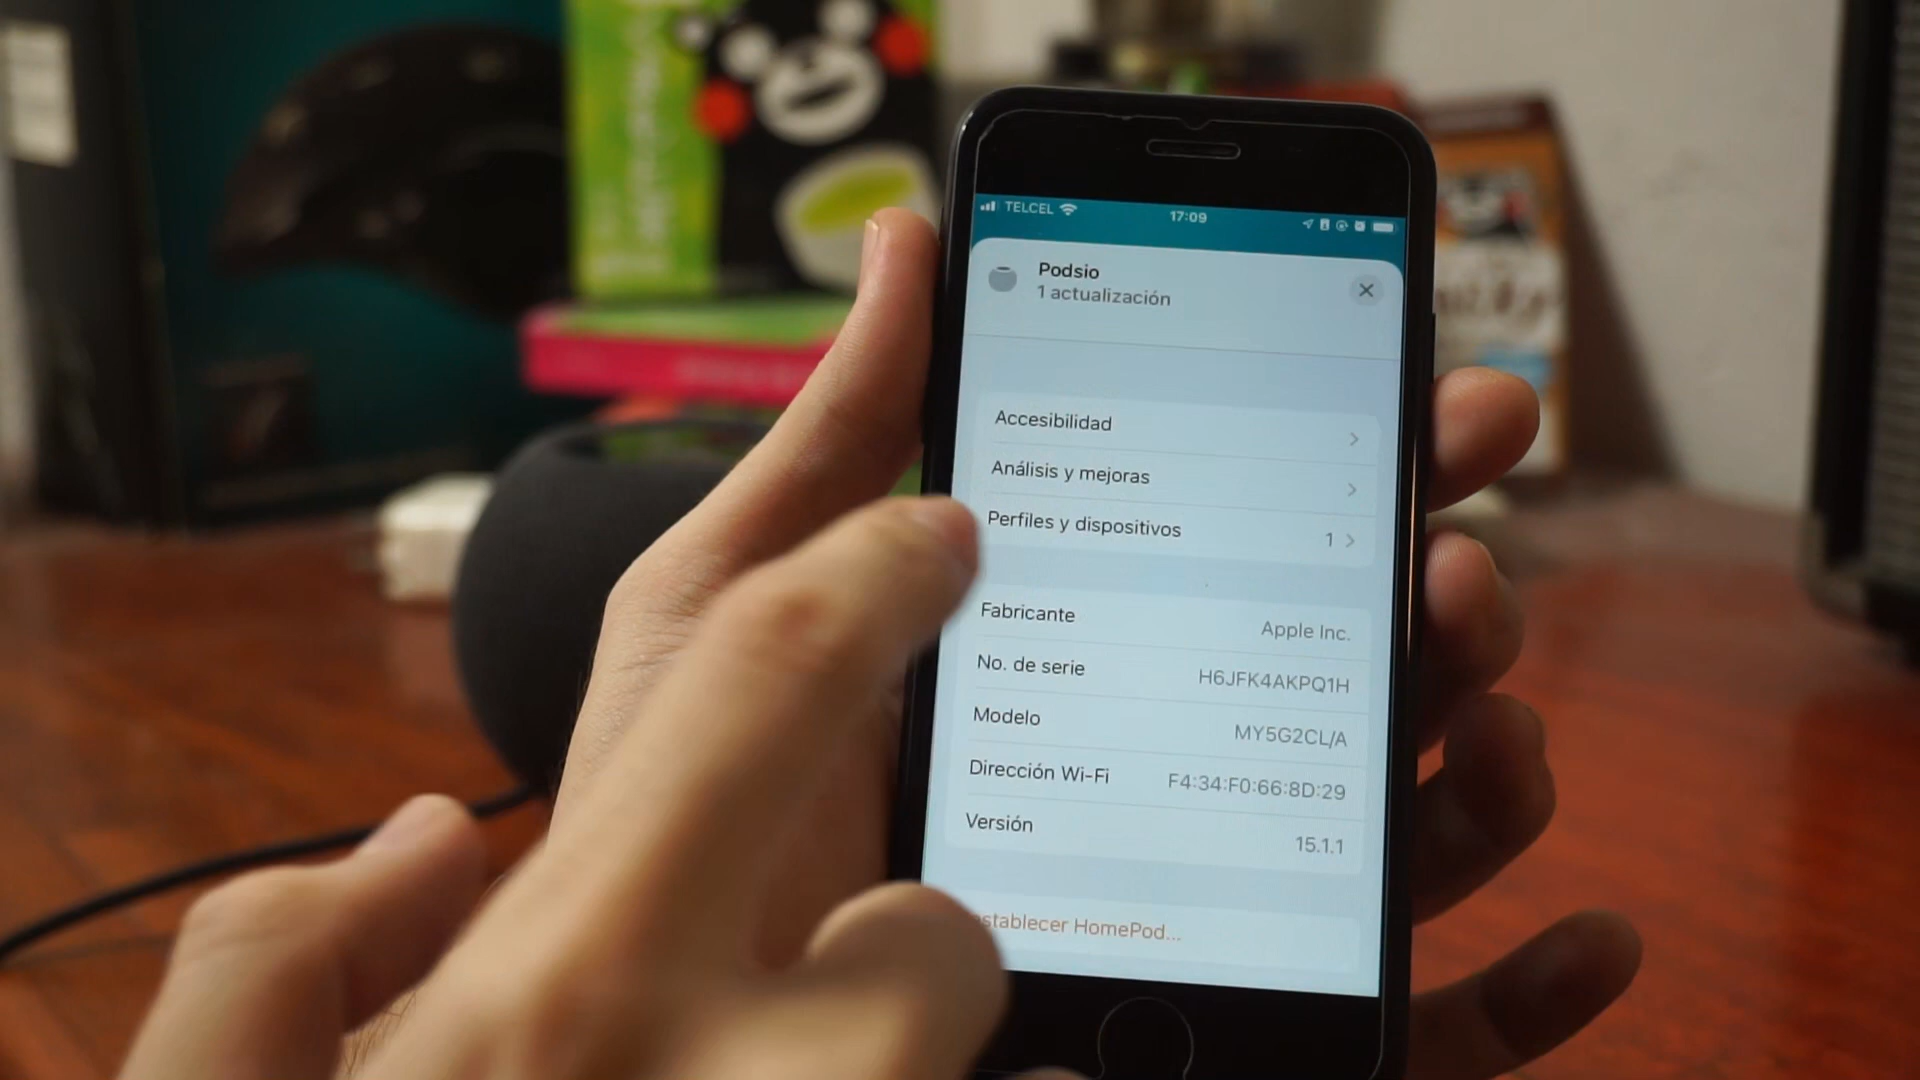 TELCEL
17:09
Podsio
1 actualización
Accesibilidad
Análisis y mejoras
Perfiles y dispositivos 1
Fabricante Apple Inc.
No. de serie H6JFK4AKPQ1H
Modelo MY5G2CL/A
Dirección Wi-Fi F4:34:F0:66:8D:29
Versión 15.1.1
establecer HomePod...